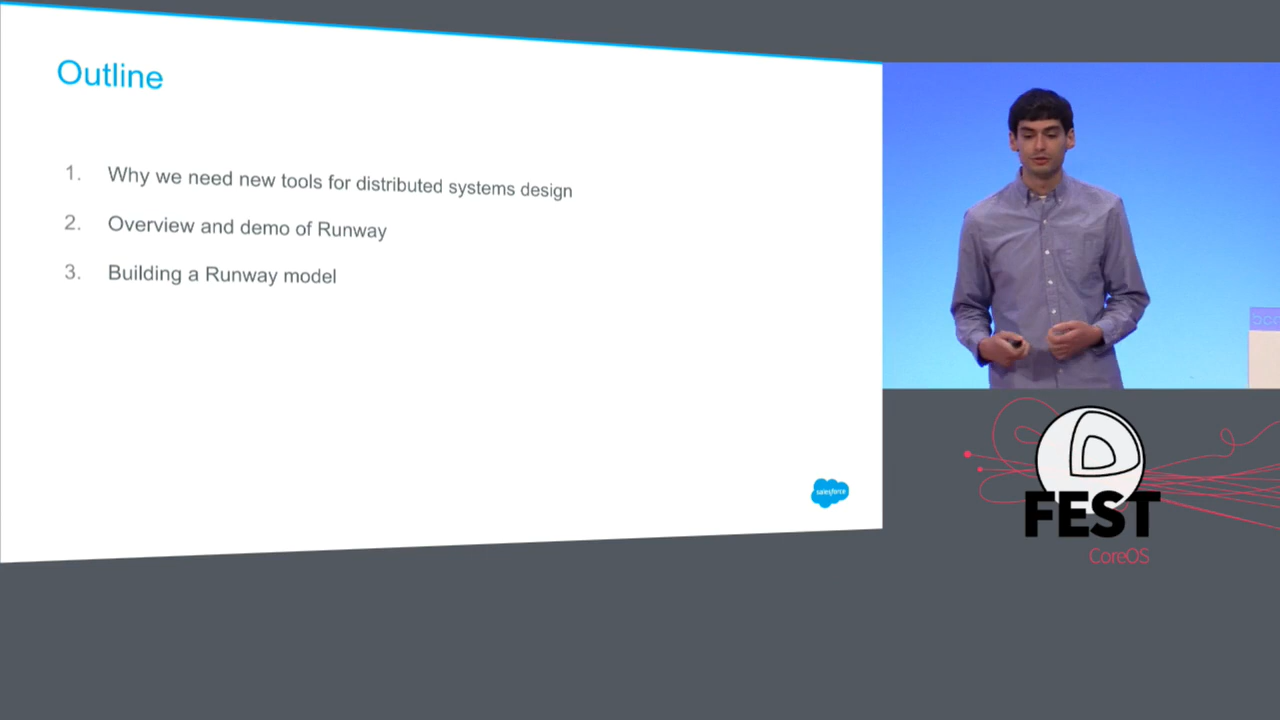 Outline
1. Why we need new tools for distributed systems design
2. Overview and demo of Runway
3. Building a Runway model
salesforce
FEST
CoreOS